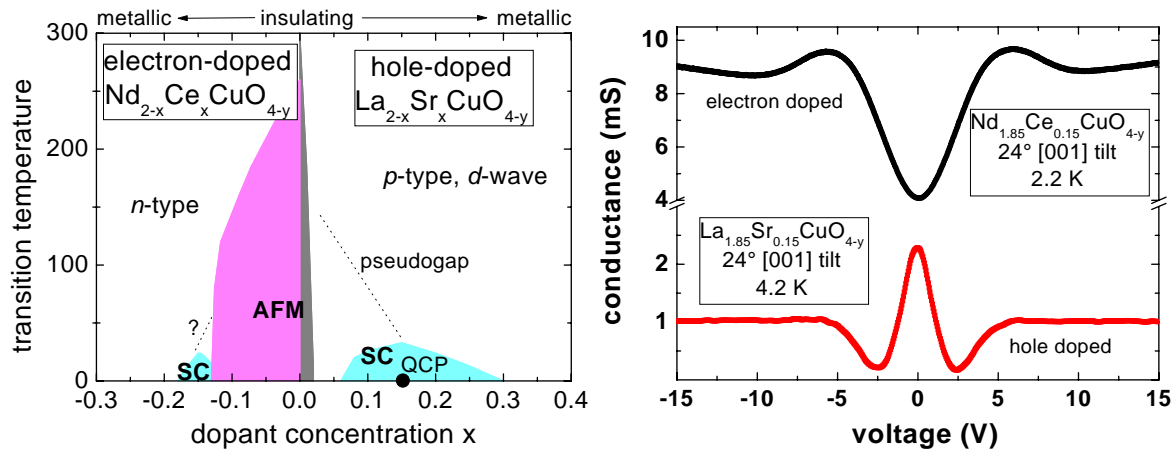 metallic ← insulating → metallic
300
200
100
0
transition temperature
electron-doped
Nd2-xCexCuO4-y
hole-doped
La2-xSrxCuO4-y
n-type
p-type, d-wave
pseudogap
AFM
?
SC
SC
QCP
-0.3 -0.2 -0.1 0.0 0.1 0.2 0.3 0.4
dopant concentration x
10
8
6
4
2
1
conductance (mS)
electron doped
Nd1.85Ce0.15CuO4-y
24° [001] tilt
2.2 K
La1.85Sr0.15CuO4-y
24° [001] tilt
4.2 K
hole doped
-15 -10 -5 0 5 10 15
voltage (V)